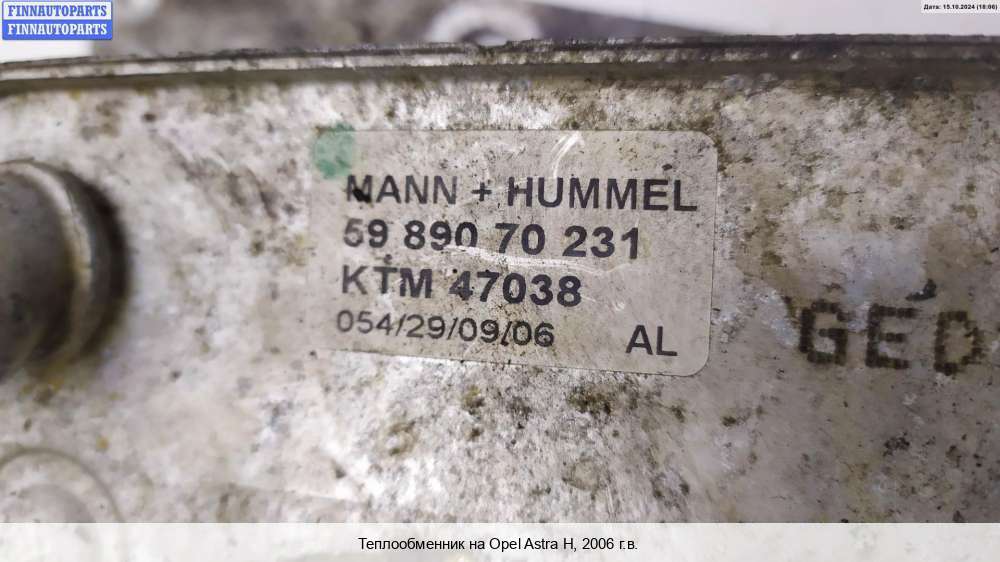 FINNAUTOPARTS
FINNAUTOPARTS
Дата: 15.10.2024 (18:06)
MANN + HUMMEL
59 890 70 231
KTM 47038
054/29/09/06 AL
GED
Теплообменник на Opel Astra H, 2006 г.в.